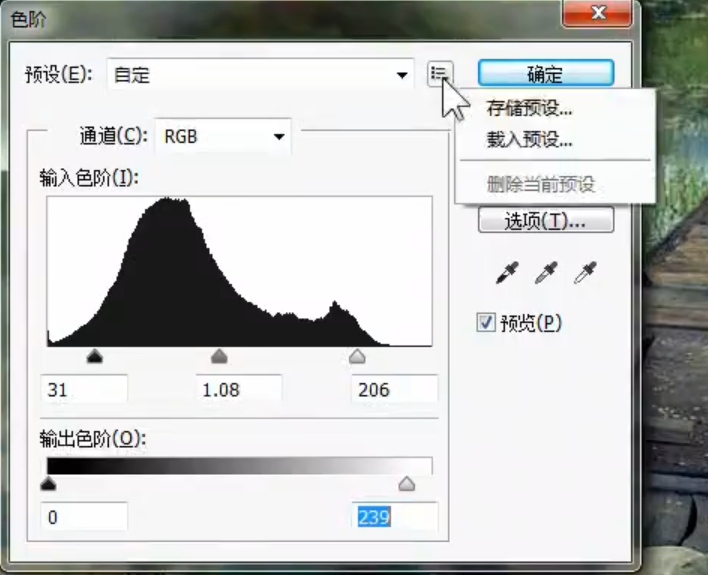 色阶
预设(E): 自定
确定
存储预设...
载入预设...
删除当前预设
通道(C): RGB
输入色阶(I):
选项(T)...
预览(P)
31 1.08 206
输出色阶(O):
0 239